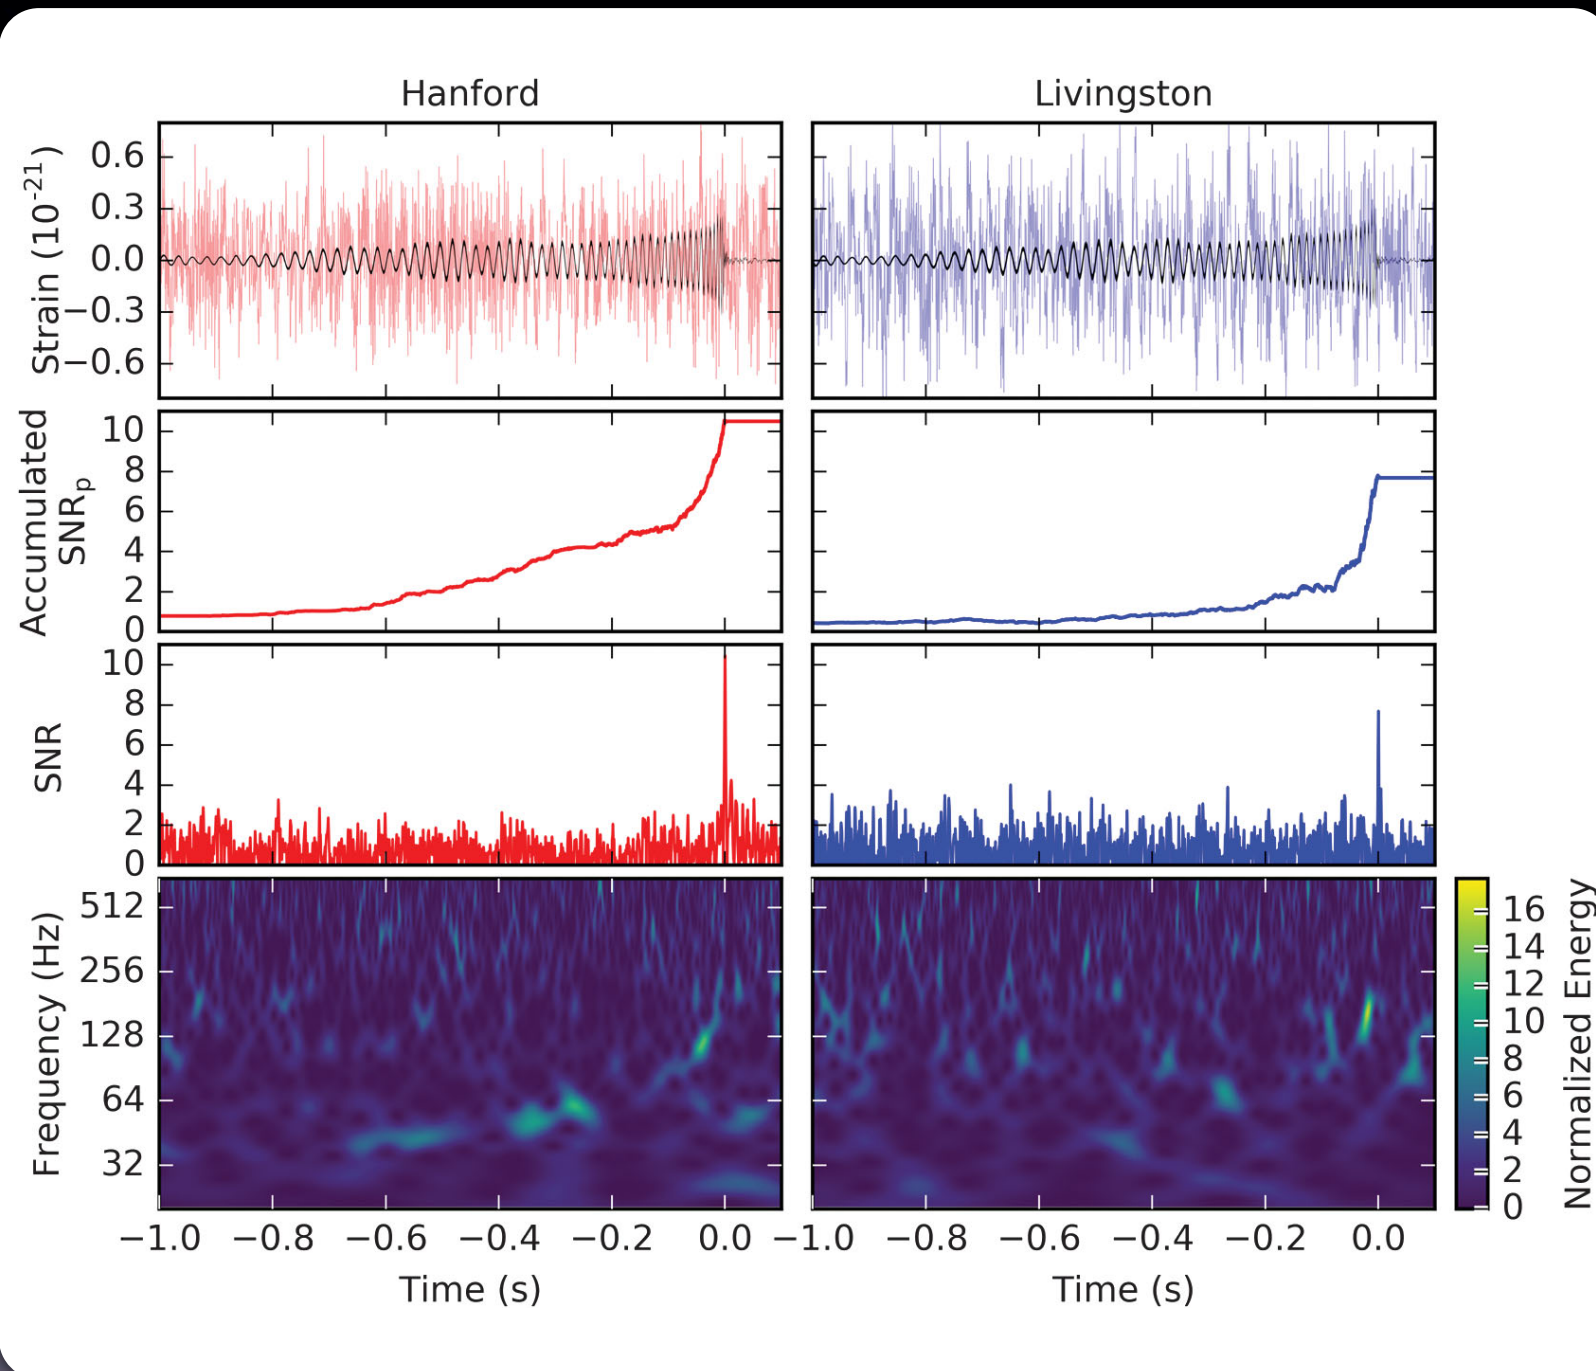 Hanford
Livingston
Strain (10⁻²¹)
0.6
0.3
0.0
−0.3
−0.6
Accumulated
SNRₚ
10
8
6
4
2
0
SNR
10
8
6
4
2
0
Frequency (Hz)
512
256
128
64
32
16
14
12
10
8
6
4
2
0
Normalized Energy
−1.0 −0.8 −0.6 −0.4 −0.2 0.0
−1.0 −0.8 −0.6 −0.4 −0.2 0.0
Time (s)
Time (s)